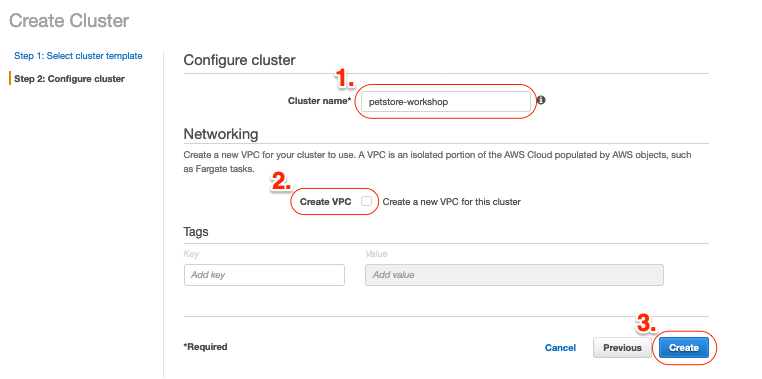 Create Cluster
Step 1: Select cluster template
Step 2: Configure cluster
Configure cluster
1.
Cluster name* petstore-workshop
Networking
Create a new VPC for your cluster to use. A VPC is an isolated portion of the AWS Cloud populated by AWS objects, such
as Fargate tasks.
2.
Create VPC Create a new VPC for this cluster
Tags
Key Value
Add key Add value
3.
*Required Cancel Previous Create